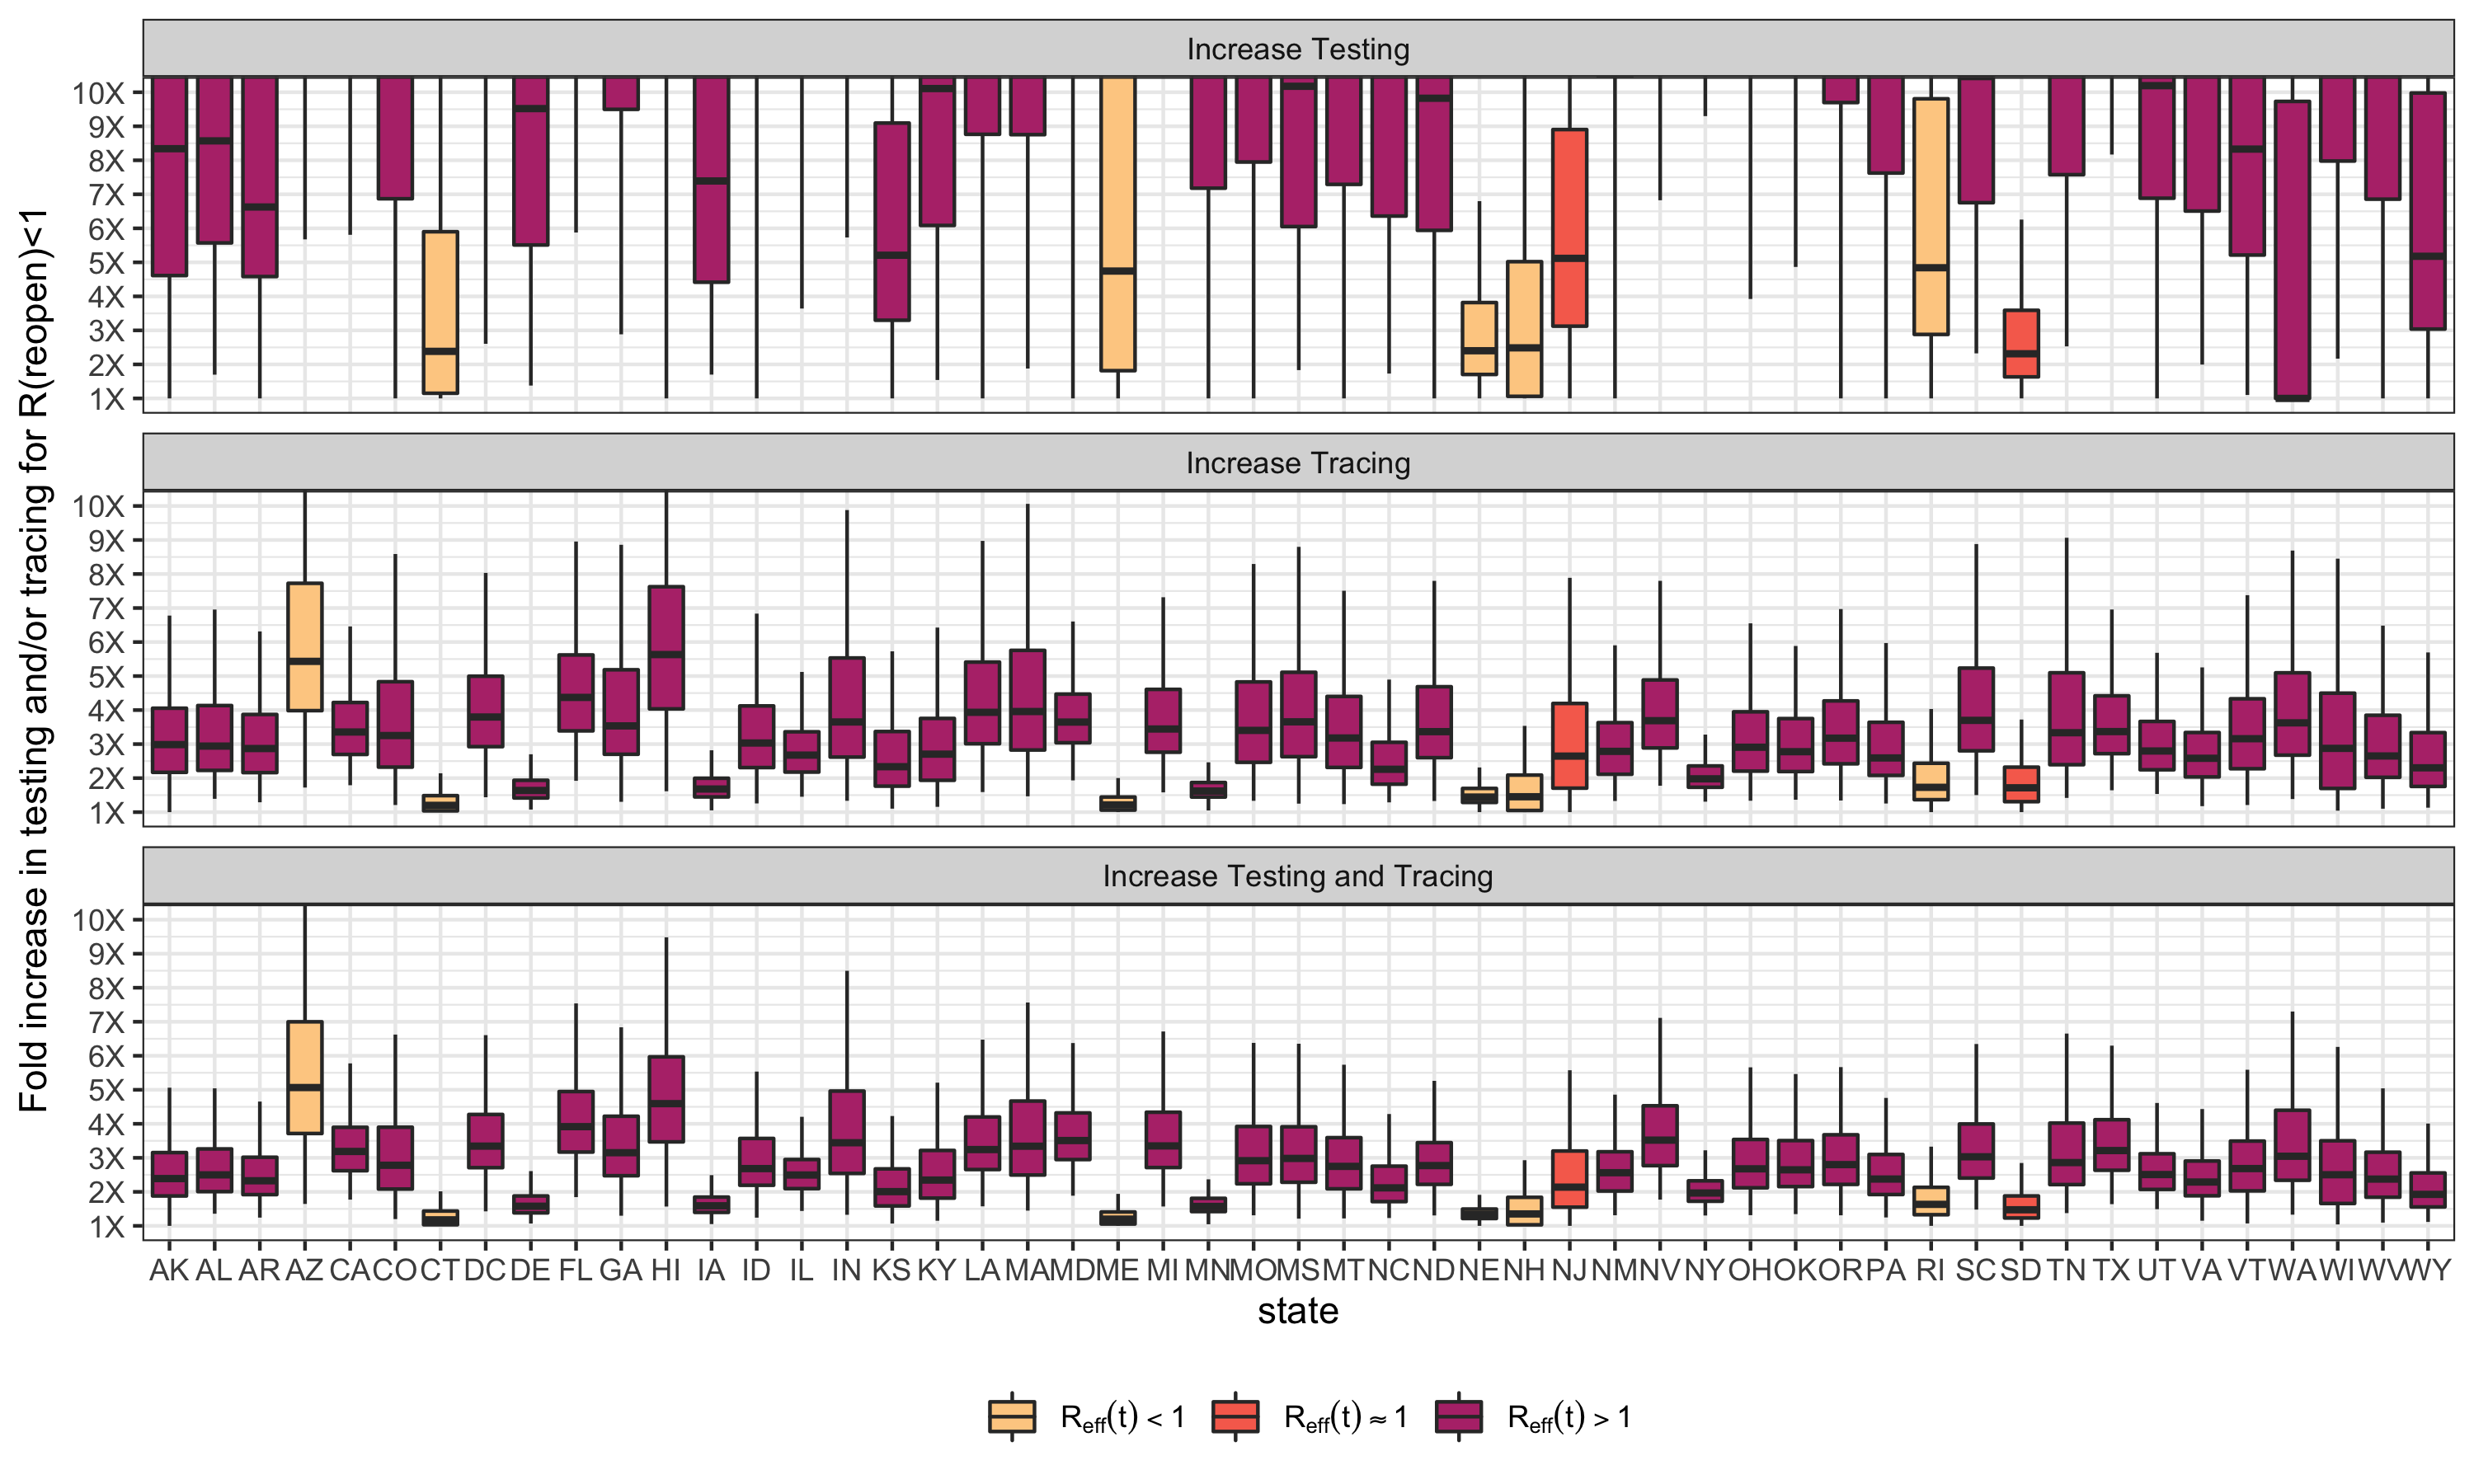 Fold increase in testing and/or tracing for R(reopen)<1
Increase Testing
10X
9X
8X
7X
6X
5X
4X
3X
2X
1X
Increase Tracing
10X
9X
8X
7X
6X
5X
4X
3X
2X
1X
Increase Testing and Tracing
10X
9X
8X
7X
6X
5X
4X
3X
2X
1X
AK AL AR AZ CA CO CT DC DE FL GA HI IA ID IL IN KS KY LA MA MD ME MI MN MO MS MT NC ND NE NH NJ NM NV NY OH OK OR PA RI SC SD TN TX UT VA VT WA WI WV WY
state
Reff(t) < 1 Reff(t) ≈ 1 Reff(t) > 1